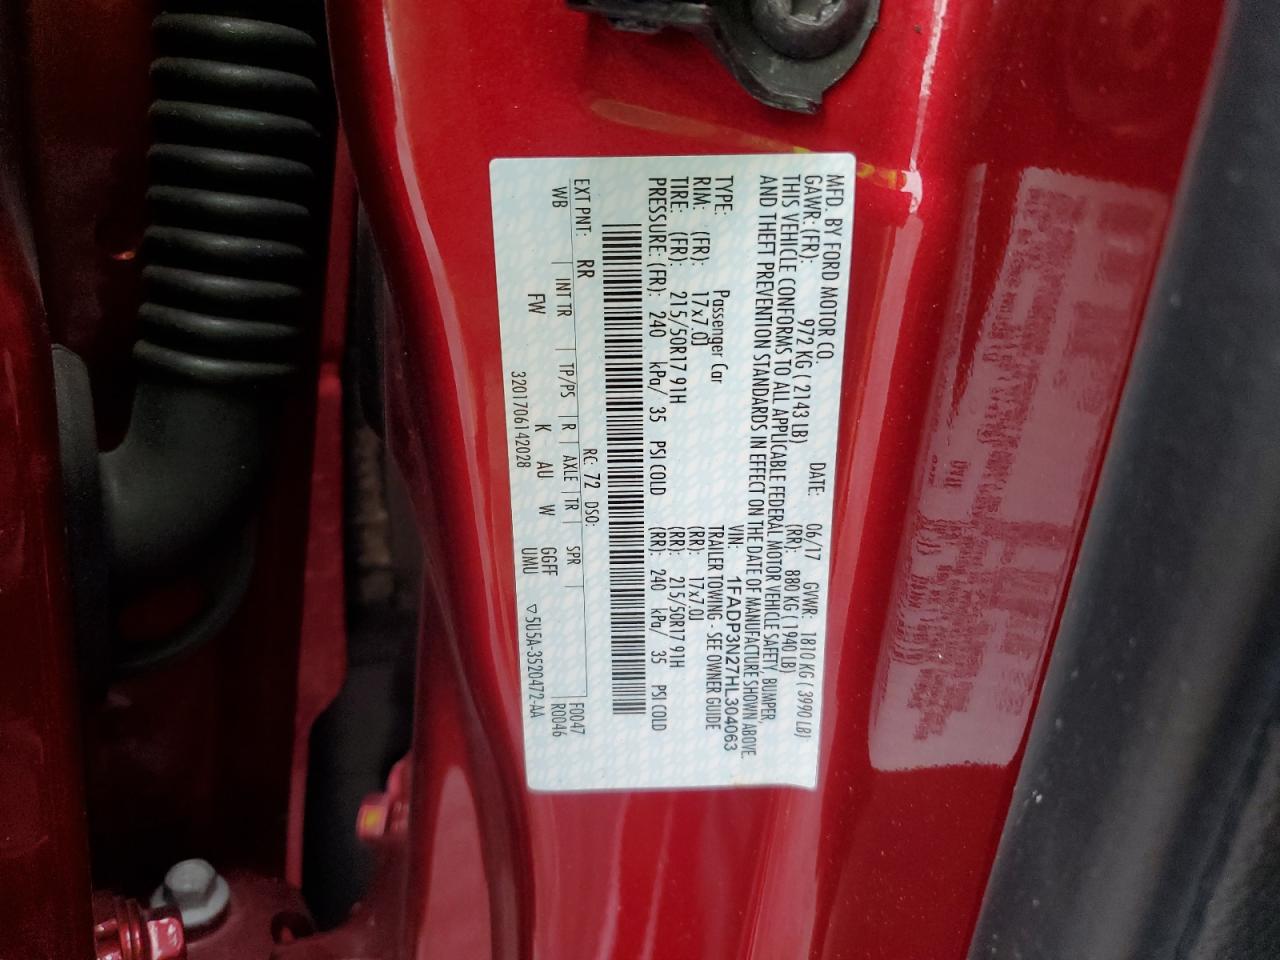 MFD. BY FORD MOTOR CO.
DATE: 06/17 GVWR: 1810 KG ( 3990 LB)
GAWR: (FR): 972 KG ( 2143 LB) (RR): 880 KG ( 1940 LB)
THIS VEHICLE CONFORMS TO ALL APPLICABLE FEDERAL MOTOR VEHICLE SAFETY, BUMPER,
AND THEFT PREVENTION STANDARDS IN EFFECT ON THE DATE OF MANUFACTURE SHOWN ABOVE.
VIN: 1FADP3N27HL304063
TYPE: Passenger Car TRAILER TOWING - SEE OWNER GUIDE
RIM: (FR): 17x7.0J (RR): 17x7.0J
TIRE: (FR): 215/50R17 91H (RR): 215/50R17 91H
PRESSURE: (FR): 240 kPa/ 35 PSI COLD (RR): 240 kPa/ 35 PSI COLD
EXT PNT: RR RC: 72 DSO: F0047
WB INT TR TP/PS R AXLE TR SPR R0046
FW K AU W GGFF
3201706142028 UMU ▽5U5A-3520472-AA